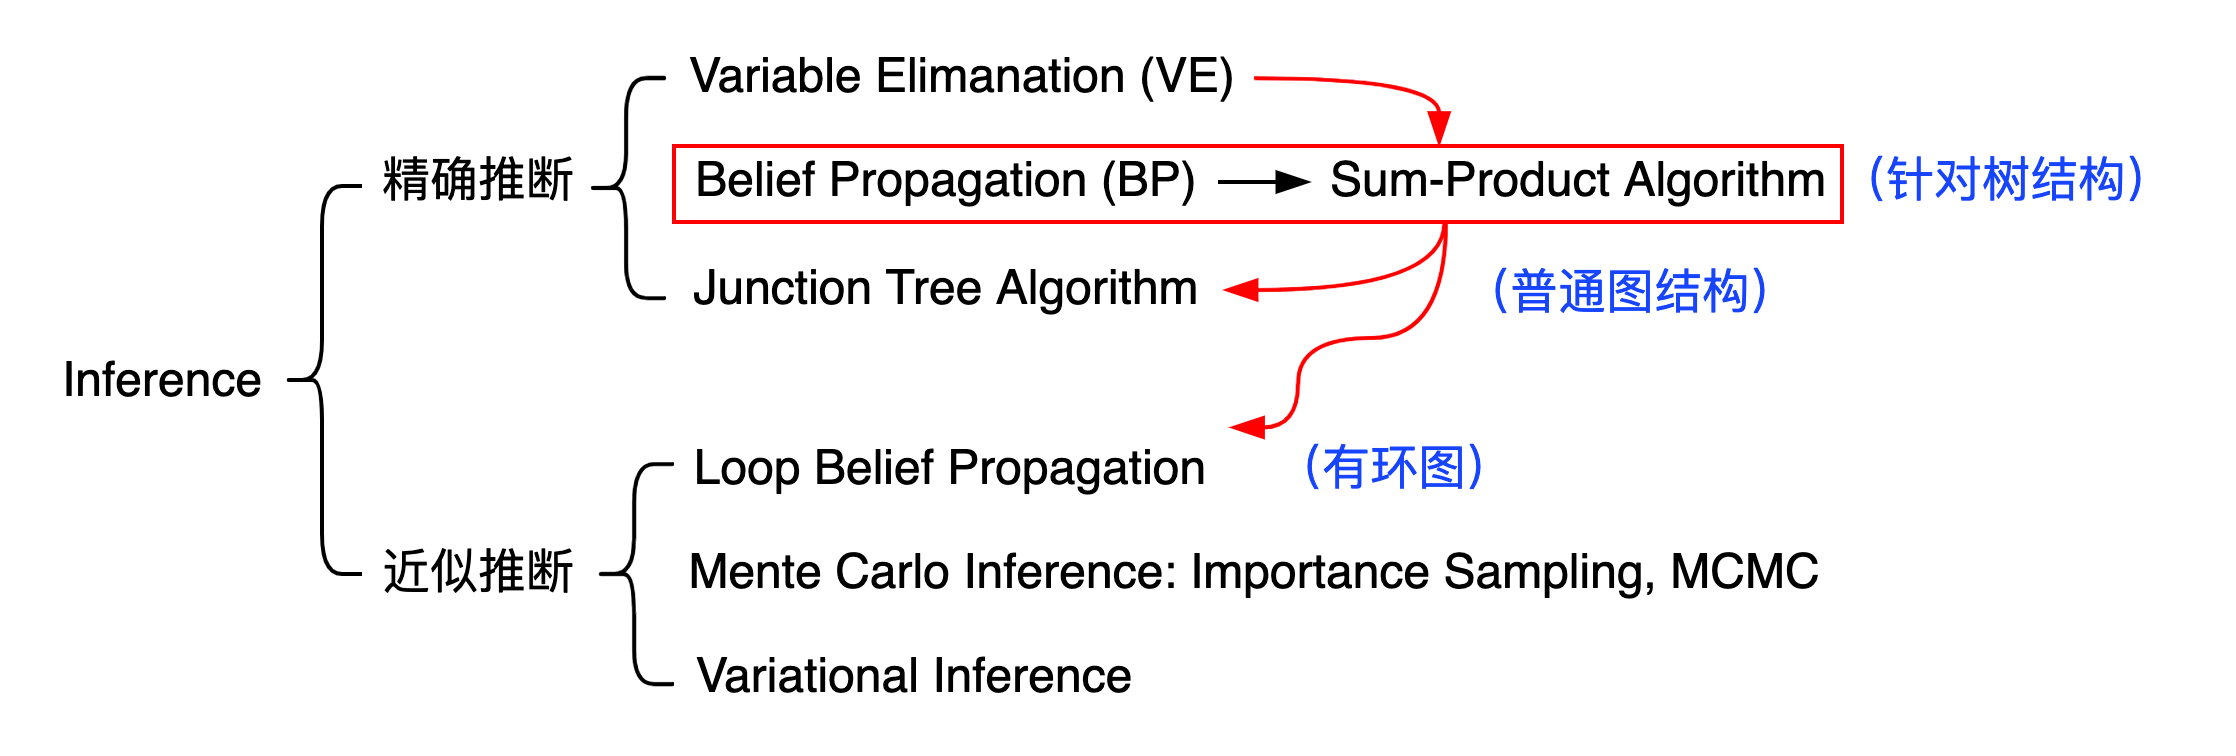 Variable Elimanation (VE)
精确推断
Belief Propagation (BP) Sum-Product Algorithm (针对树结构)
Junction Tree Algorithm (普通图结构)
Inference
Loop Belief Propagation (有环图)
近似推断
Mente Carlo Inference: Importance Sampling, MCMC
Variational Inference